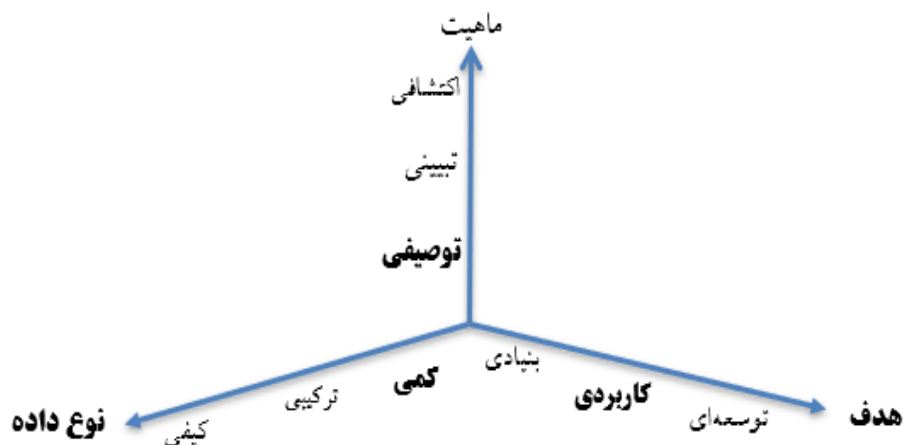 ماهیت
اکتشافی
تبیینی
توصیفی
بنیادی
کاربردی
توسعه‌ای
هدف
کمی
ترکیبی
کیفی
نوع داده